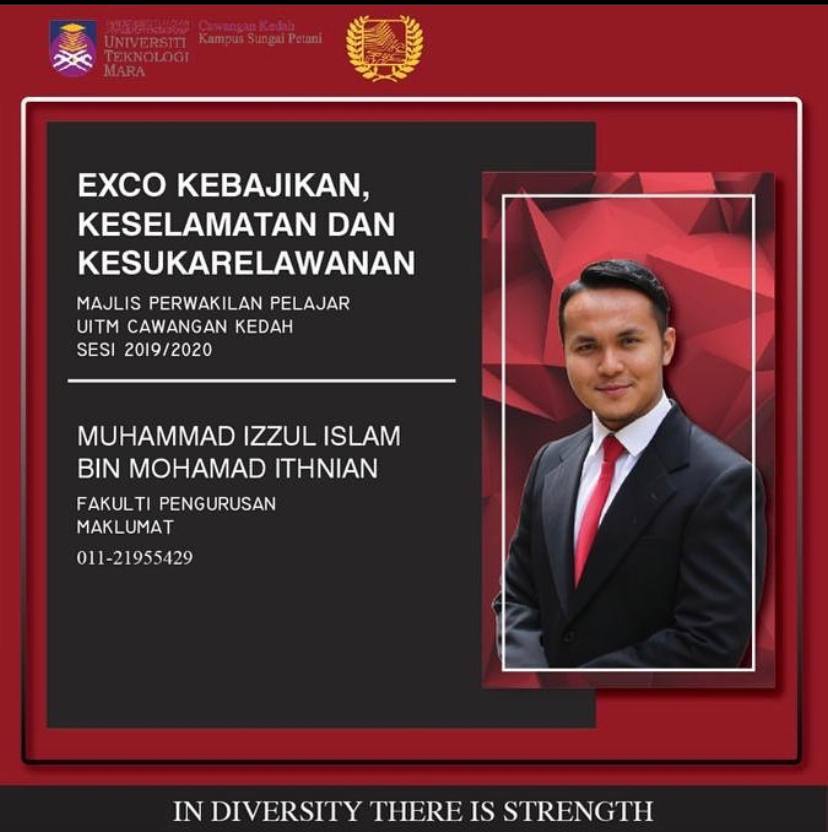 UNIVERSITI
TEKNOLOGI
MARA
Cawangan Kedah
Kampus Sungai Petani
EXCO KEBAJIKAN,
KESELAMATAN DAN
KESUKARELAWANAN
MAJLIS PERWAKILAN PELAJAR
UITM CAWANGAN KEDAH
SESI 2019/2020
MUHAMMAD IZZUL ISLAM
BIN MOHAMAD ITHNIAN
FAKULTI PENGURUSAN
MAKLUMAT
011-21955429
IN DIVERSITY THERE IS STRENGTH